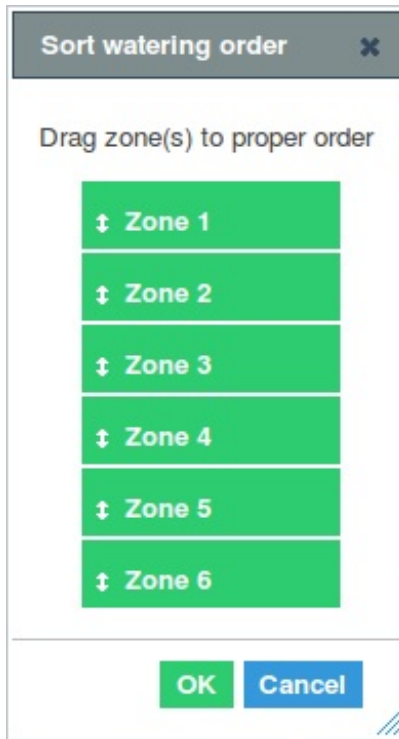 Sort watering order
Drag zone(s) to proper order
Zone 1
Zone 2
Zone 3
Zone 4
Zone 5
Zone 6
OK Cancel